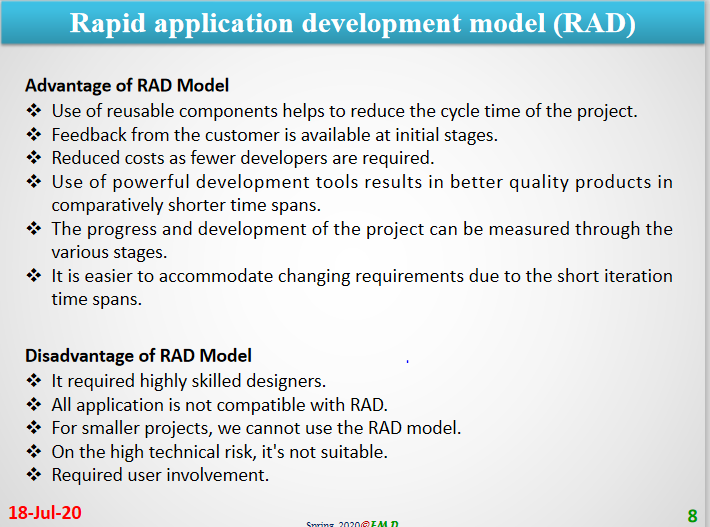 Rapid application development model (RAD)
Advantage of RAD Model
❖ Use of reusable components helps to reduce the cycle time of the project.
❖ Feedback from the customer is available at initial stages.
❖ Reduced costs as fewer developers are required.
❖ Use of powerful development tools results in better quality products in
comparatively shorter time spans.
❖ The progress and development of the project can be measured through the
various stages.
❖ It is easier to accommodate changing requirements due to the short iteration
time spans.
Disadvantage of RAD Model
❖ It required highly skilled designers.
❖ All application is not compatible with RAD.
❖ For smaller projects, we cannot use the RAD model.
❖ On the high technical risk, it's not suitable.
❖ Required user involvement.
18-Jul-20
Spring_2020@
8